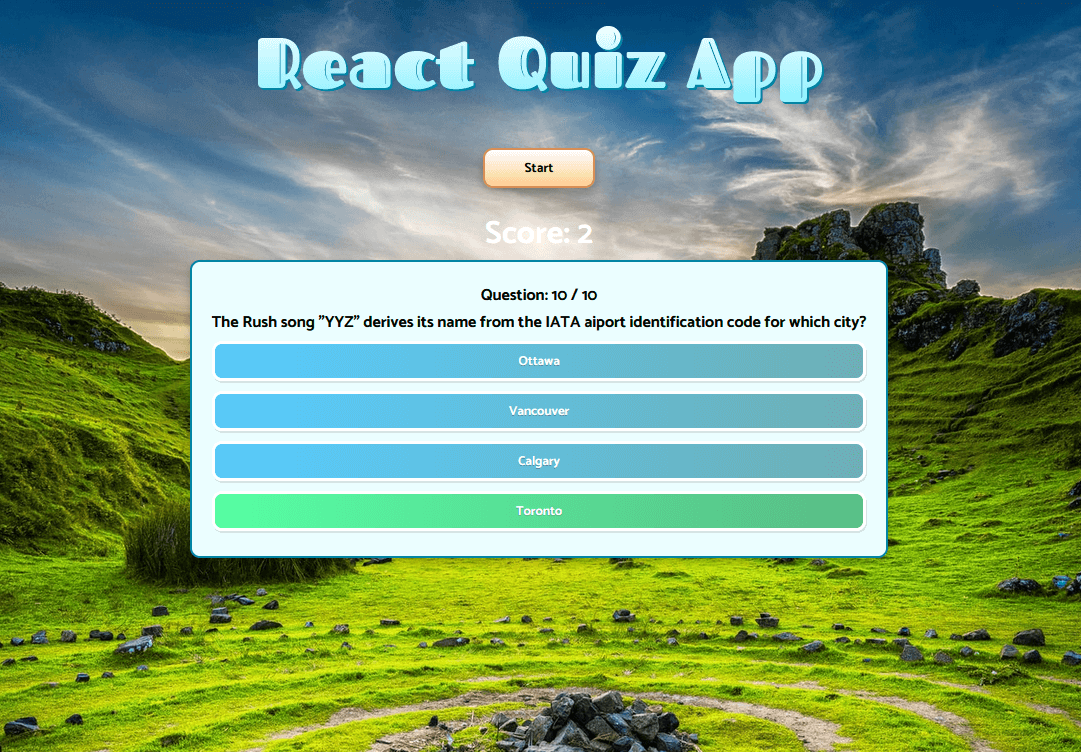 React Quiz App
Start
Score: 2
Question: 10 / 10
The Rush song "YYZ" derives its name from the IATA aiport identification code for which city?
Ottawa
Vancouver
Calgary
Toronto